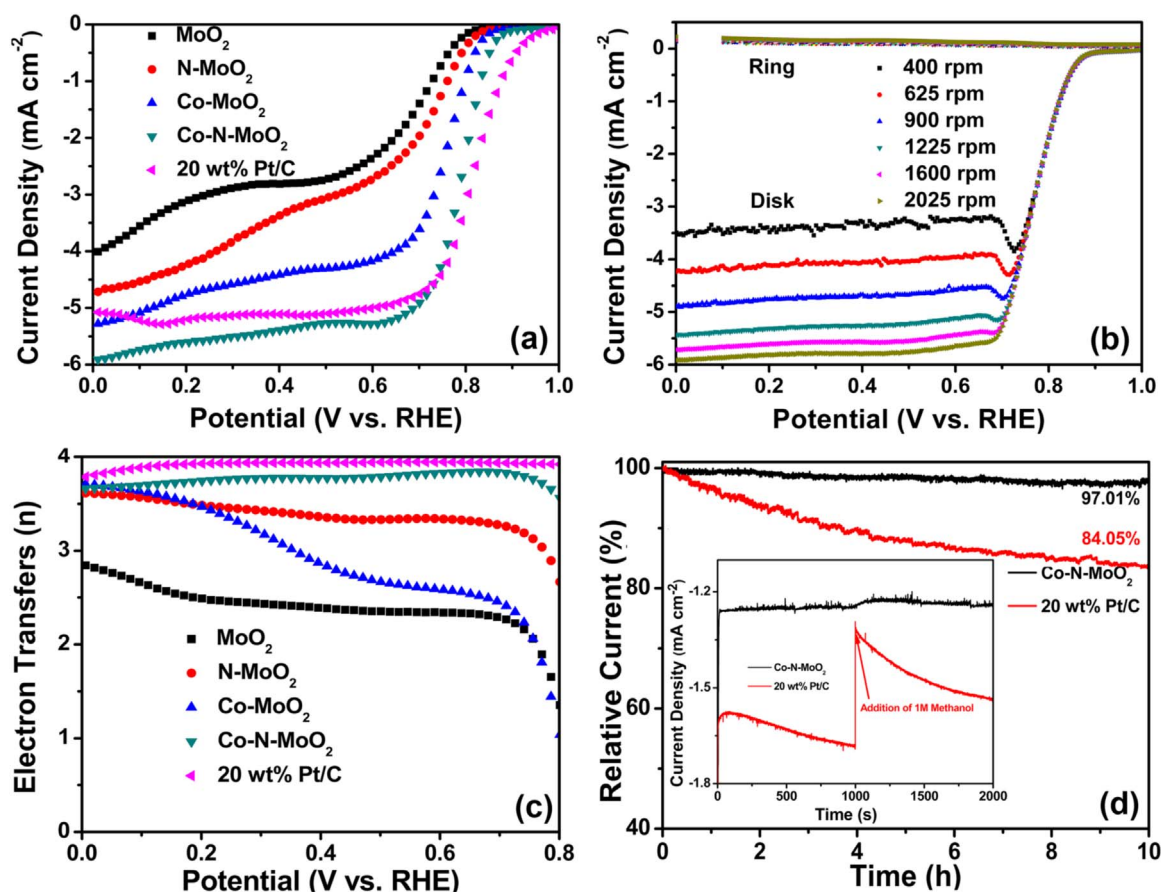 0
-1
-2
-3
-4
-5
-6
Current Density (mA cm⁻²)
MoO₂
N-MoO₂
Co-MoO₂
Co-N-MoO₂
20 wt% Pt/C
(a)
0.0 0.2 0.4 0.6 0.8 1.0
Potential (V vs. RHE)
0
-1
-2
-3
-4
-5
-6
Current Density (mA cm⁻²)
Ring
400 rpm
625 rpm
900 rpm
1225 rpm
1600 rpm
2025 rpm
Disk
(b)
0.0 0.2 0.4 0.6 0.8 1.0
Potential (V vs. RHE)
4
3
2
1
0
Electron Transfers (n)
MoO₂
N-MoO₂
Co-MoO₂
Co-N-MoO₂
20 wt% Pt/C
(c)
0.0 0.2 0.4 0.6 0.8
Potential (V vs. RHE)
100
80
60
40
Relative Current (%)
97.01%
84.05%
Co-N-MoO₂
20 wt% Pt/C
-1.2
-1.5
-1.8
Current Density (mA cm⁻²)
Co-N-MoO₂
20 wt% Pt/C
Addition of 1M Methanol
0 500 1000 1500 2000
Time (s)
(d)
0 2 4 6 8 10
Time (h)